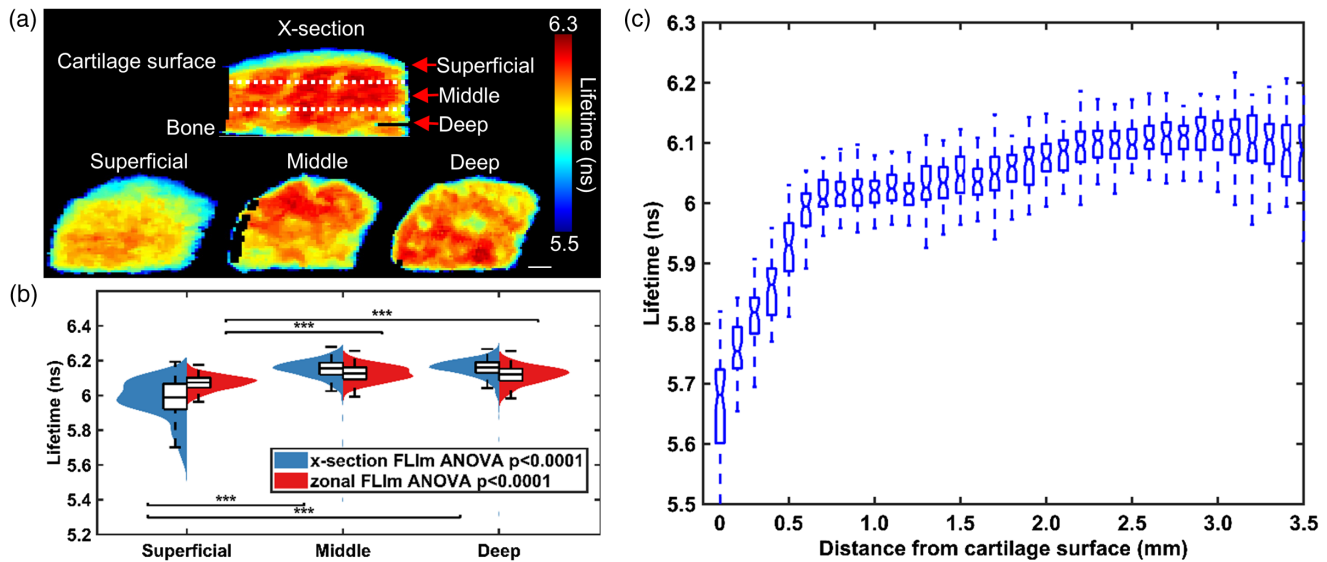 (a)
X-section
6.3
Cartilage surface
Superficial
Middle
Bone
Deep
Lifetime (ns)
Superficial
Middle
Deep
5.5
(b)
6.4
6.2
6
5.8
5.6
5.4
5.2
Lifetime (ns)
***
***
x-section FLIm ANOVA p<0.0001
zonal FLIm ANOVA p<0.0001
***
***
Superficial
Middle
Deep
(c)
6.3
6.2
6.1
6
5.9
5.8
5.7
5.6
5.5
Lifetime (ns)
0
0.5
1.0
1.5
2.0
2.5
3.0
3.5
Distance from cartilage surface (mm)